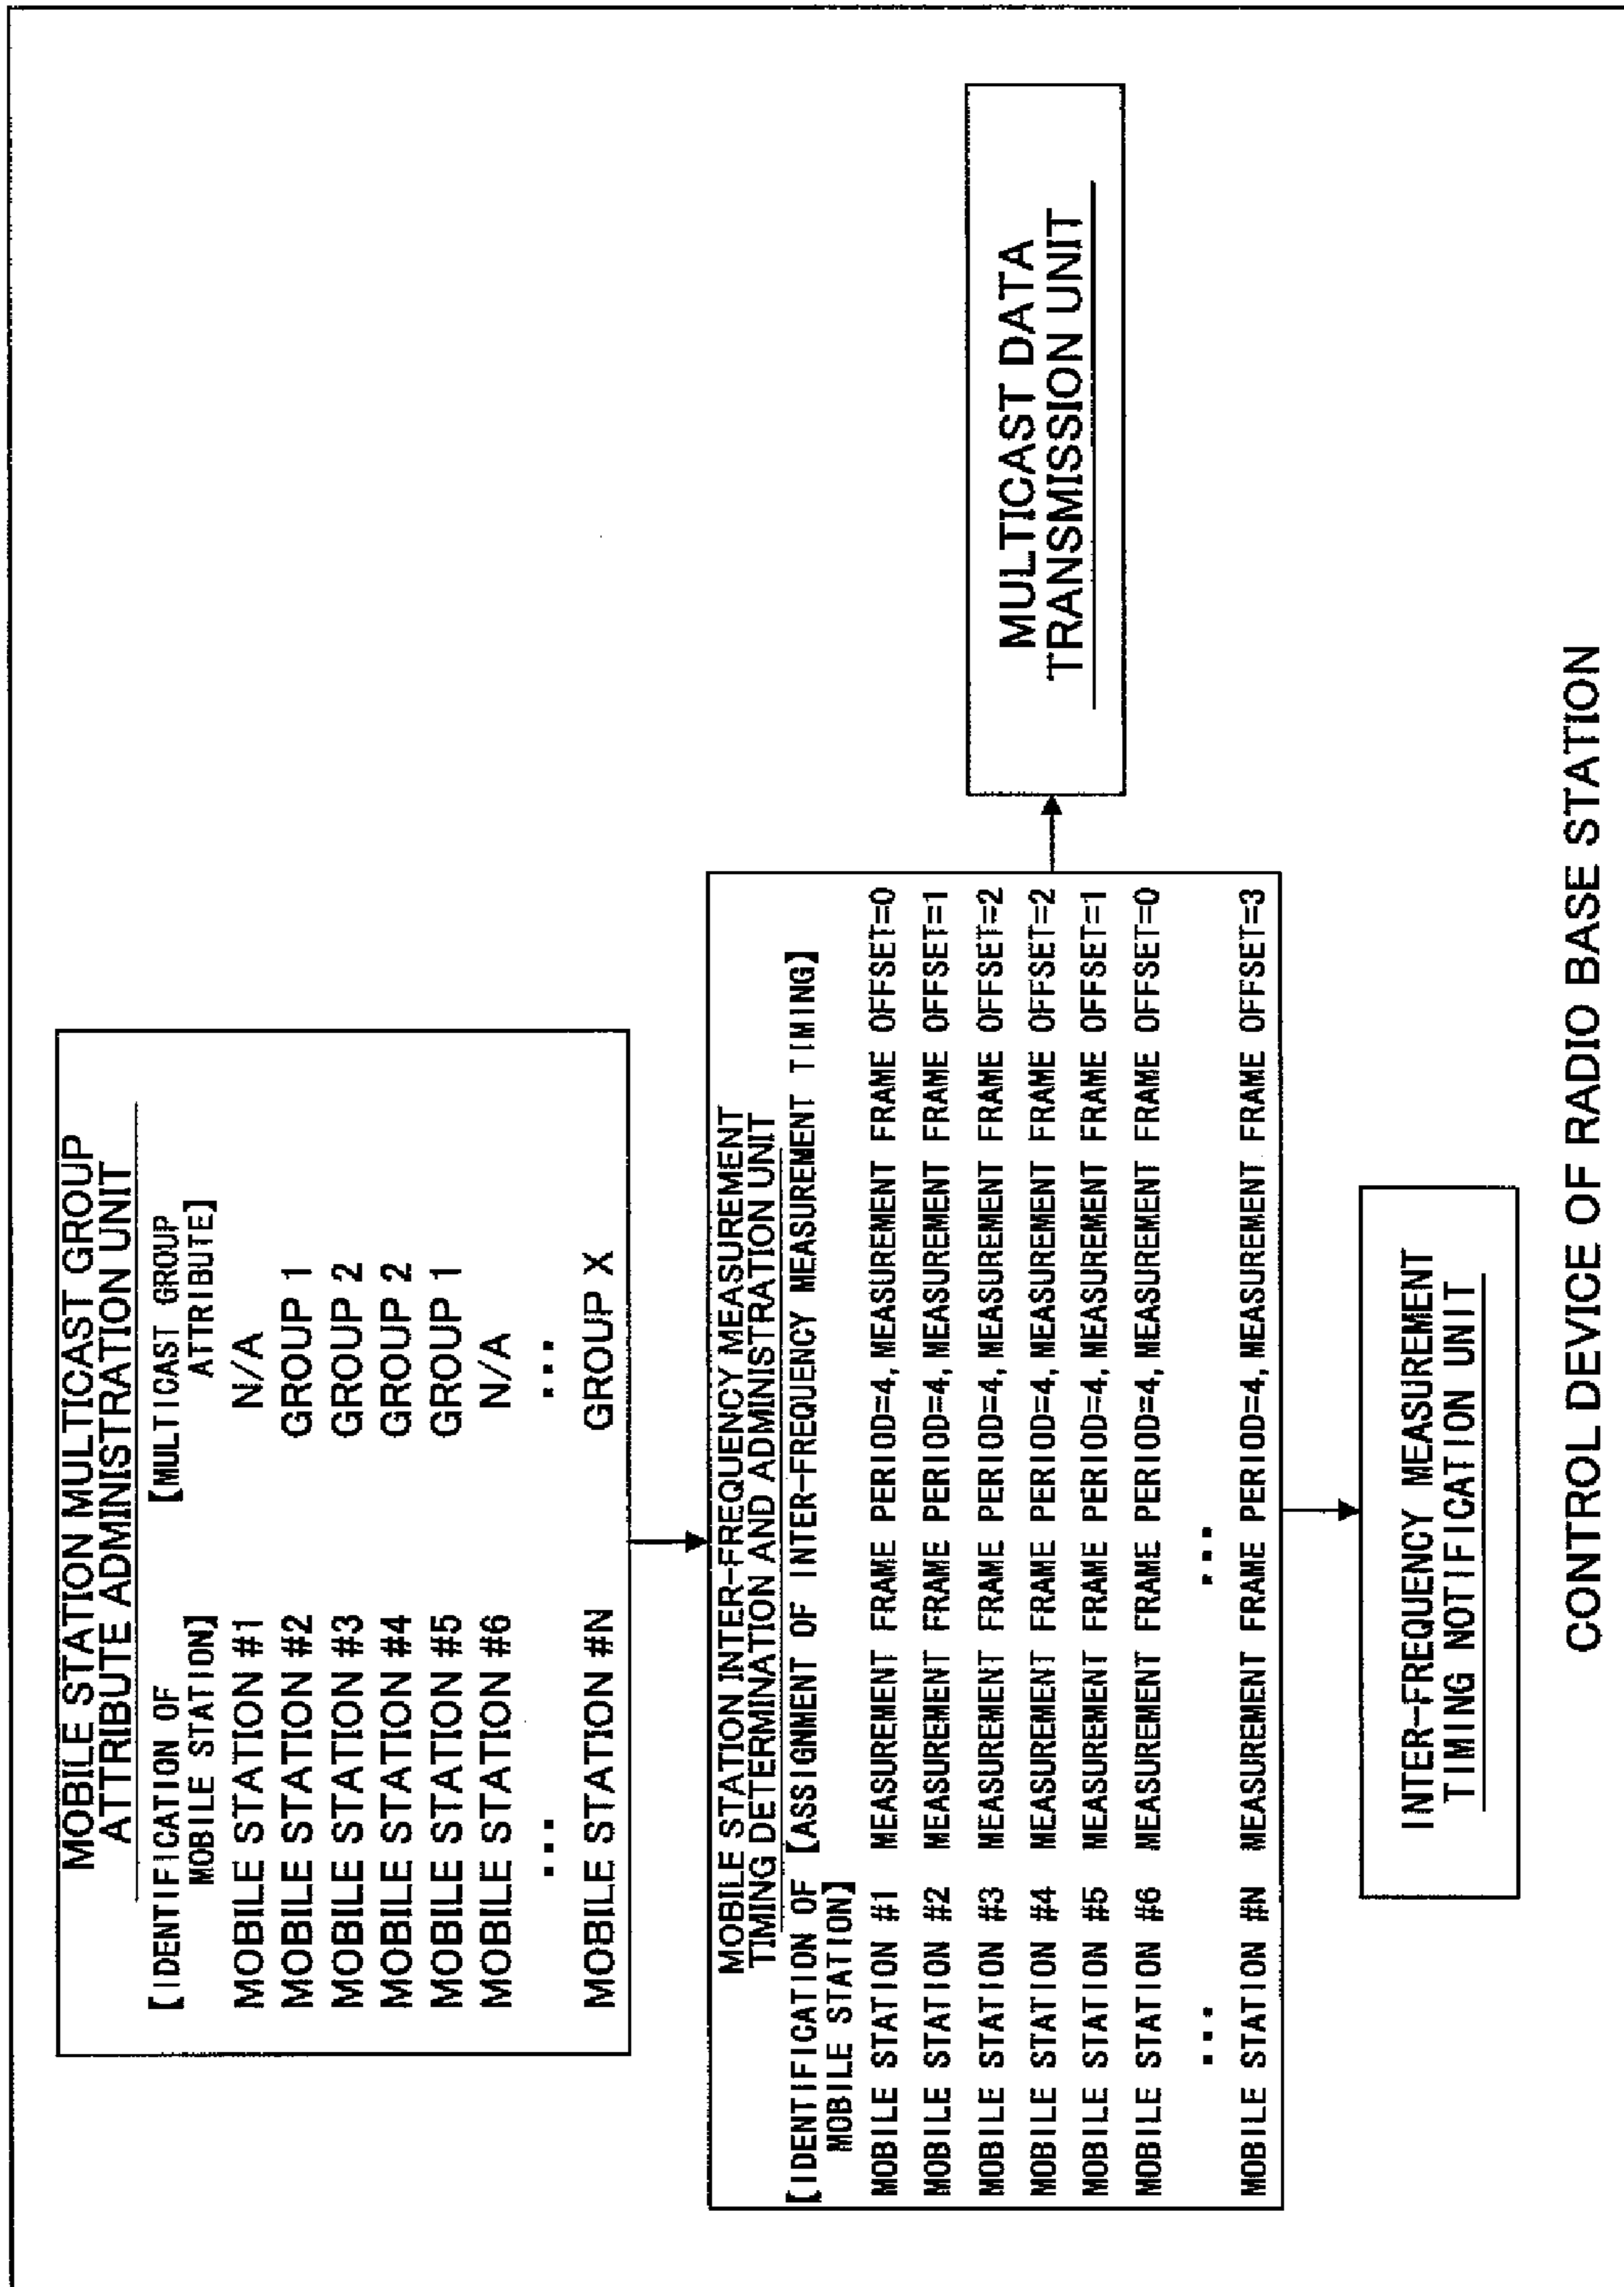 MOBILE STATION MULTICAST GROUP
ATTRIBUTE ADMINISTRATION UNIT
【IDENTIFICATION OF
MOBILE STATION】
【MULTICAST GROUP
ATTRIBUTE】
MOBILE STATION #1 N/A
MOBILE STATION #2 GROUP 1
MOBILE STATION #3 GROUP 2
MOBILE STATION #4 GROUP 2
MOBILE STATION #5 GROUP 1
MOBILE STATION #6 N/A
... ...
MOBILE STATION #N GROUP X
MOBILE STATION INTER-FREQUENCY MEASUREMENT
TIMING DETERMINATION AND ADMINISTRATION UNIT
【IDENTIFICATION OF
MOBILE STATION】
【ASSIGNMENT OF INTER-FREQUENCY MEASUREMENT TIMING】
MOBILE STATION #1 MEASUREMENT FRAME PERIOD=4, MEASUREMENT FRAME OFFSET=0
MOBILE STATION #2 MEASUREMENT FRAME PERIOD=4, MEASUREMENT FRAME OFFSET=1
MOBILE STATION #3 MEASUREMENT FRAME PERIOD=4, MEASUREMENT FRAME OFFSET=2
MOBILE STATION #4 MEASUREMENT FRAME PERIOD=4, MEASUREMENT FRAME OFFSET=2
MOBILE STATION #5 MEASUREMENT FRAME PERIOD=4, MEASUREMENT FRAME OFFSET=1
MOBILE STATION #6 MEASUREMENT FRAME PERIOD=4, MEASUREMENT FRAME OFFSET=0
... ...
MOBILE STATION #N MEASUREMENT FRAME PERIOD=4, MEASUREMENT FRAME OFFSET=3
MULTICAST DATA
TRANSMISSION UNIT
INTER-FREQUENCY MEASUREMENT
TIMING NOTIFICATION UNIT
CONTROL DEVICE OF RADIO BASE STATION